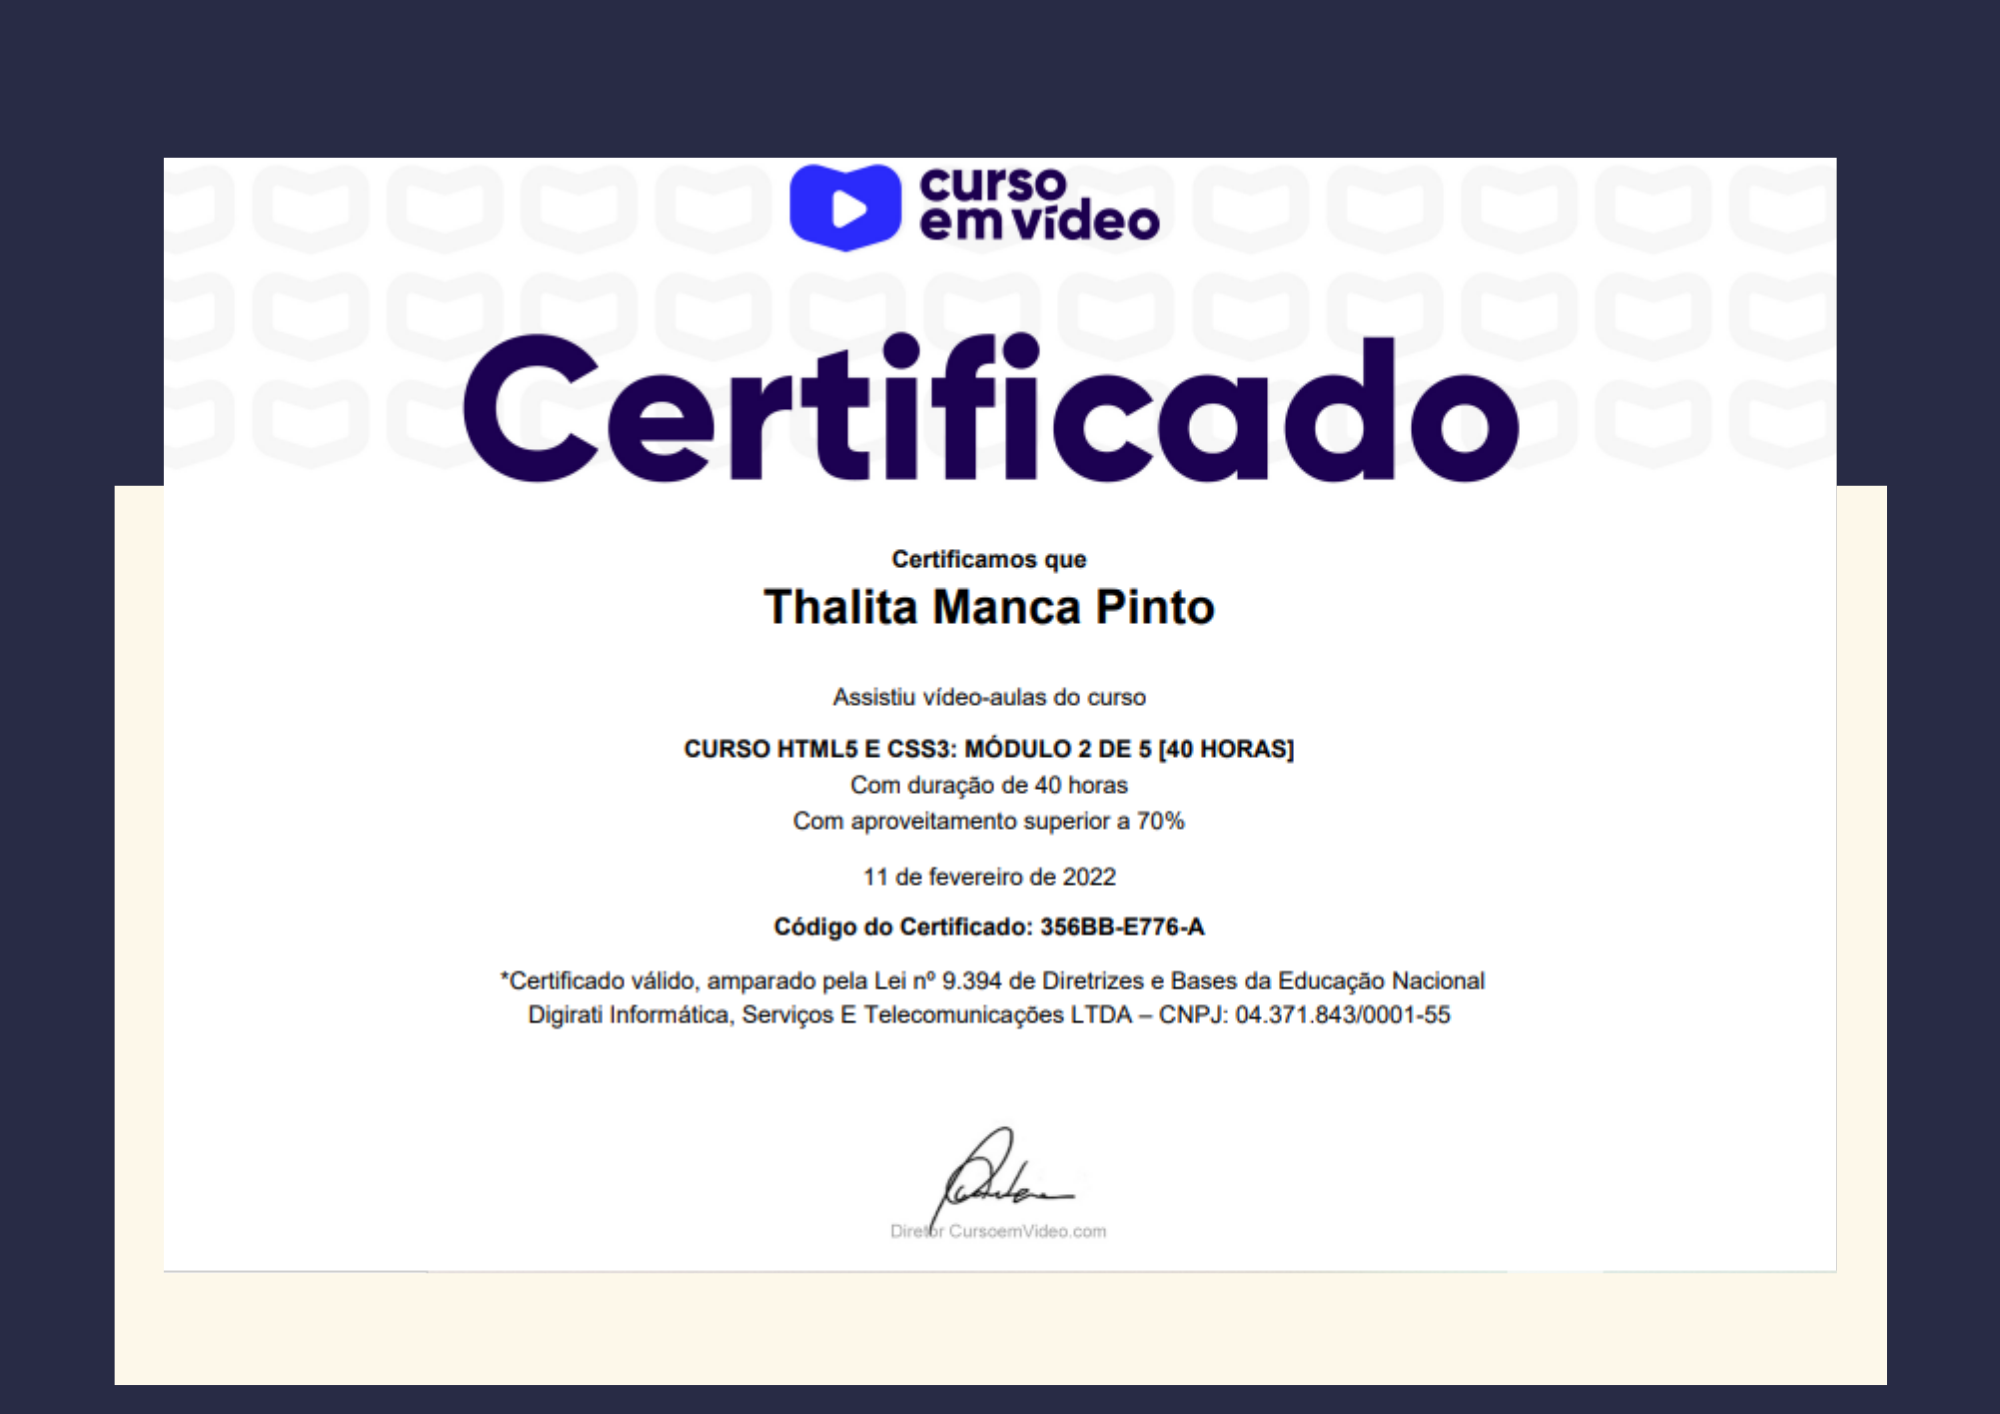 curso
em vídeo
Certificado
Certificamos que
Thalita Manca Pinto
Assistiu vídeo-aulas do curso
CURSO HTML5 E CSS3: MÓDULO 2 DE 5 [40 HORAS]
Com duração de 40 horas
Com aproveitamento superior a 70%
11 de fevereiro de 2022
Código do Certificado: 356BB-E776-A
*Certificado válido, amparado pela Lei nº 9.394 de Diretrizes e Bases da Educação Nacional
Digirati Informática, Serviços E Telecomunicações LTDA – CNPJ: 04.371.843/0001-55
Diretor CursoemVideo.com